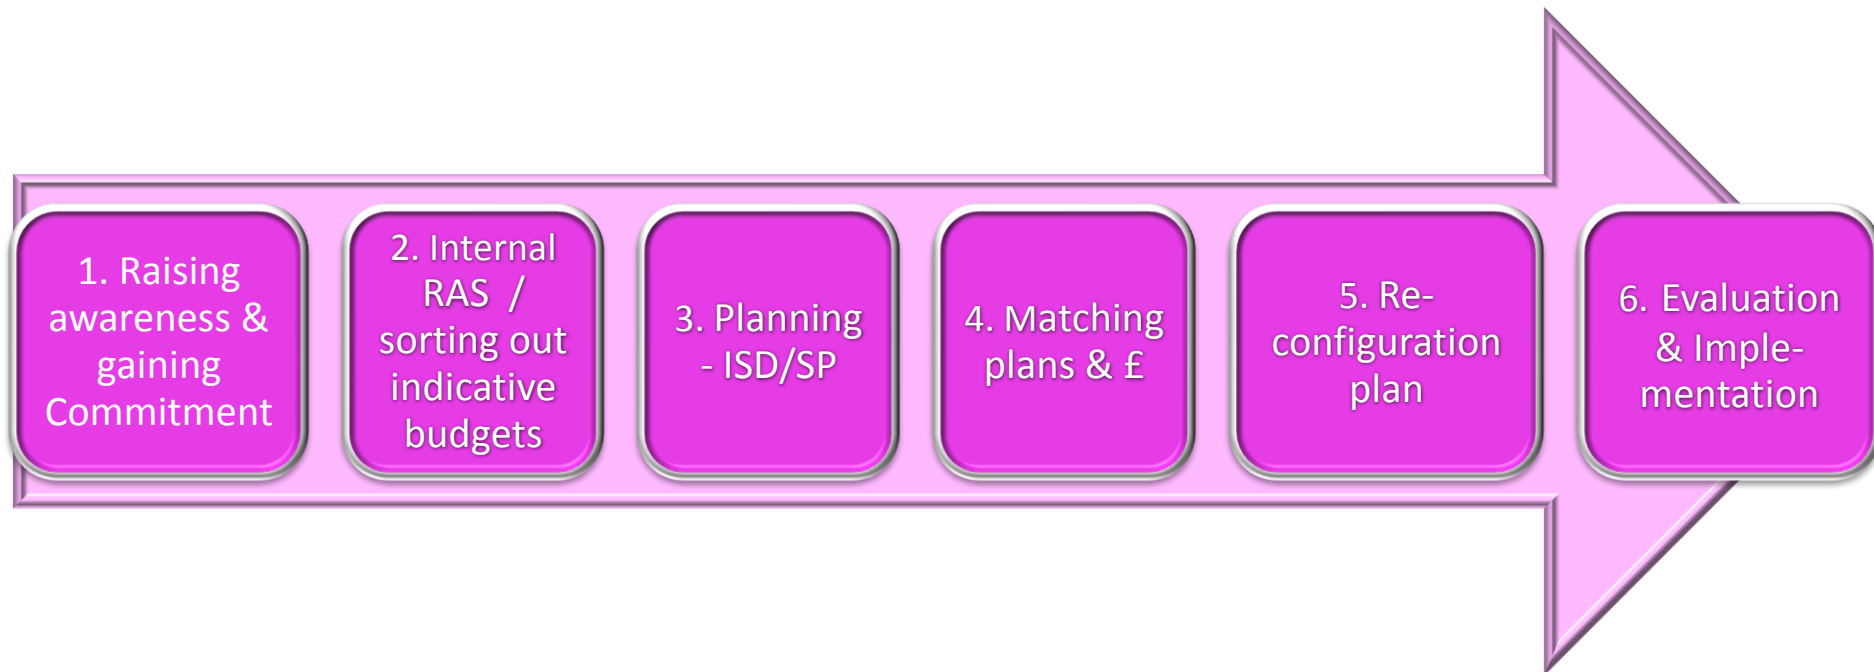 1. Raising
awareness &
gaining
Commitment
2. Internal
RAS /
sorting out
indicative
budgets
3. Planning
- ISD/SP
4. Matching
plans & £
5. Re-
configuration
plan
6. Evaluation
& Imple-
mentation